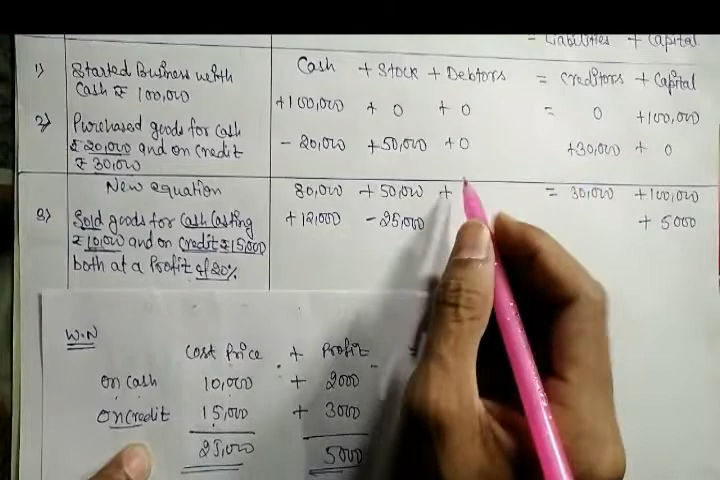 = Liabilities + Capital
1) Started Business with Cash + Stock + Debtors = Creditors + Capital
Cash ₹ 100,000 +100,000 + 0 + 0 = 0 +100,000
2) Purchased goods for cash
₹ 20,000 and on credit - 20,000 +50,000 +0 +30,000 + 0
₹ 30,000
New equation 80,000 + 50,000 + = 30,000 +100,000
3) Sold goods for cash Costing +12,000 - 25,000 + 5000
₹ 10,000 and on credit ₹ 15,000
both at a Profit of 20%
W.N
Cost Price + Profit
on cash 10,000 + 2000
on credit 15,000 + 3000
25,000 5000